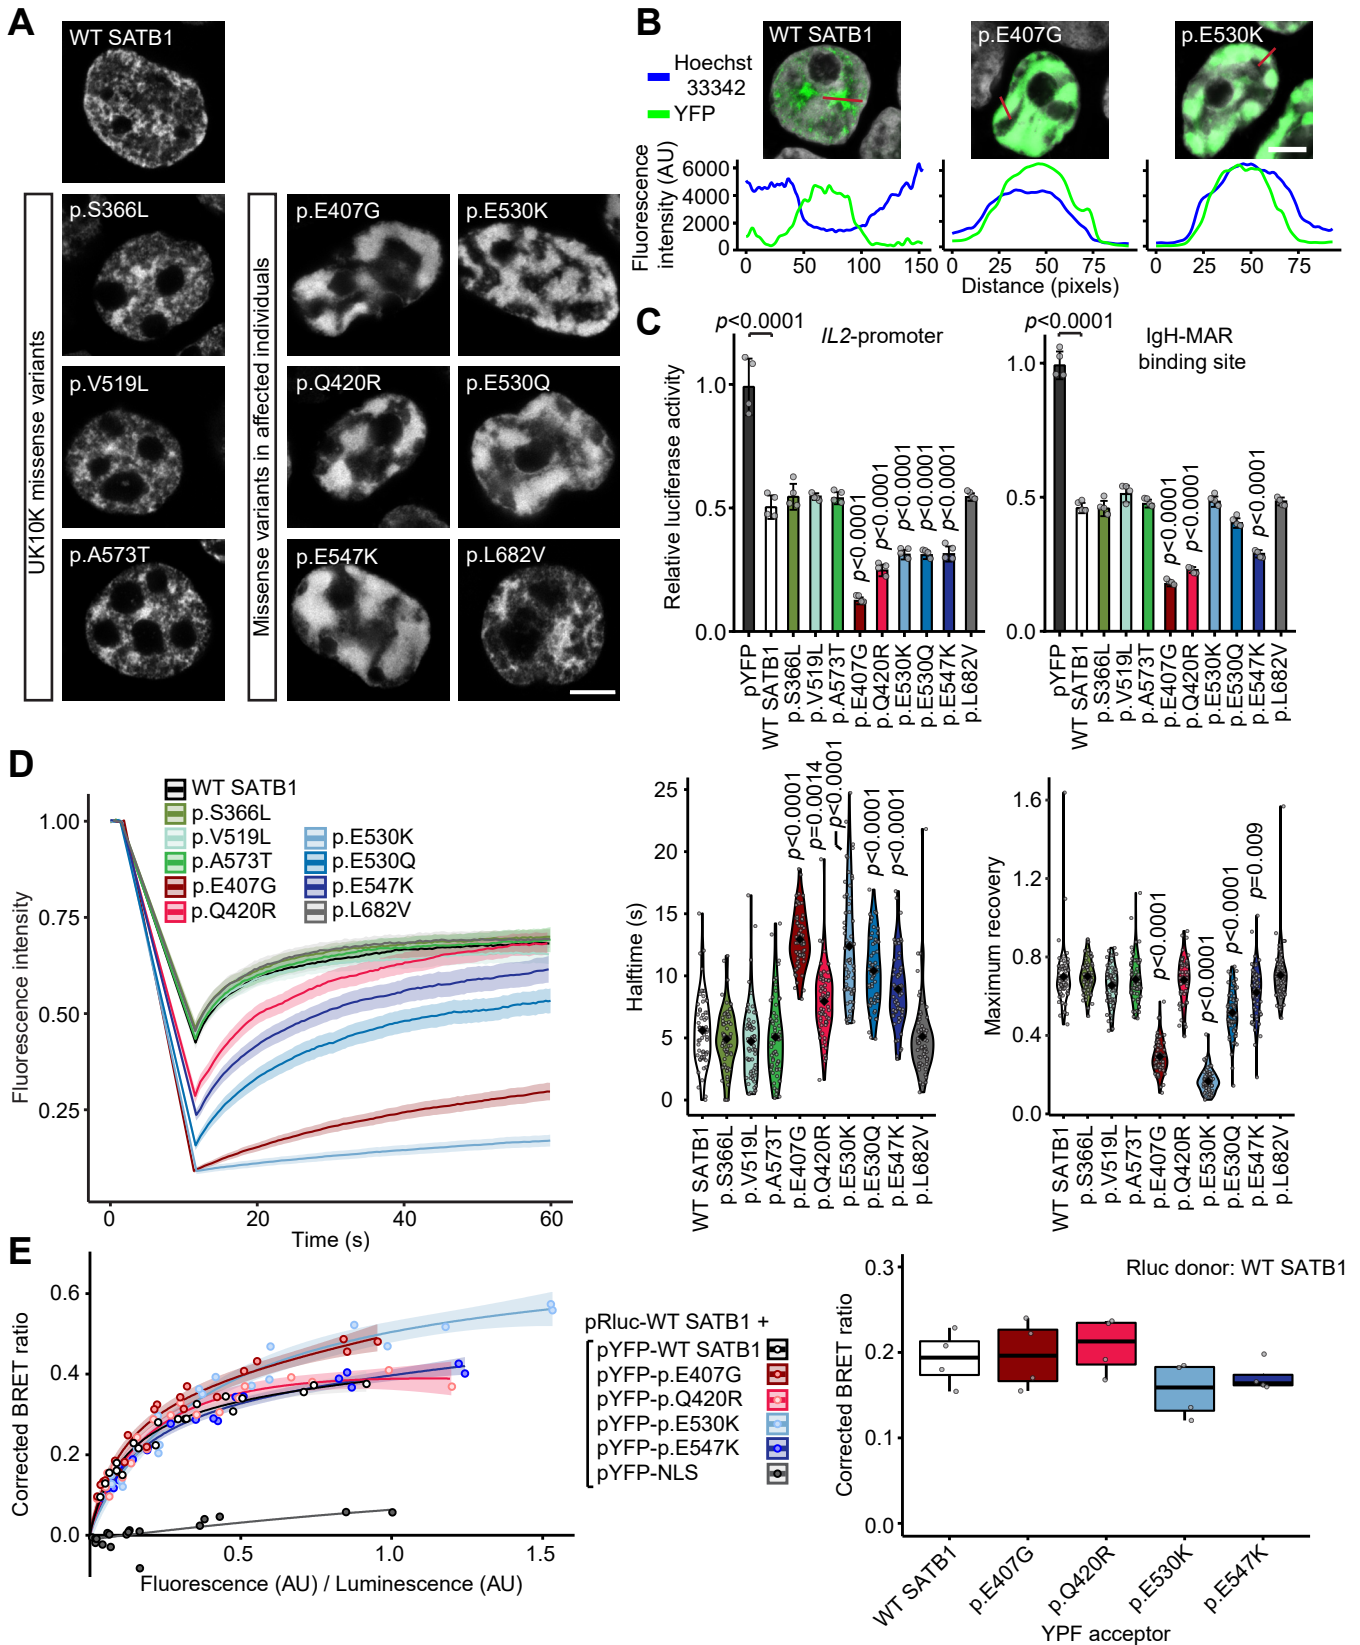 A
WT SATB1
UK10K missense variants
p.S366L
p.V519L
p.A573T
Missense variants in affected individuals
p.E407G
p.E530K
p.Q420R
p.E530Q
p.E547K
p.L682V
B
Hoechst
33342
YFP
WT SATB1
p.E407G
p.E530K
Fluorescence
intensity (AU)
6000
4000
2000
0
0 50 100 150
0 25 50 75
0 25 50 75
Distance (pixels)
C
p<0.0001
IL2-promoter
Relative luciferase activity
1.0
0.5
0.0
p<0.0001
p<0.0001
p<0.0001
p<0.0001
p<0.0001
pYFP
WT SATB1
p.S366L
p.V519L
p.A573T
p.E407G
p.Q420R
p.E530K
p.E530Q
p.E547K
p.L682V
p<0.0001
IgH-MAR
binding site
1.0
0.5
0.0
p<0.0001
p<0.0001
p<0.0001
pYFP
WT SATB1
p.S366L
p.V519L
p.A573T
p.E407G
p.Q420R
p.E530K
p.E530Q
p.E547K
p.L682V
D
WT SATB1
p.S366L
p.V519L
p.A573T
p.E407G
p.Q420R
p.E530K
p.E530Q
p.E547K
p.L682V
Fluorescence intensity
1.00
0.75
0.50
0.25
0 20 40 60
Time (s)
Halftime (s)
25
20
15
10
5
0
p<0.0001
p=0.0014
p<0.0001
p<0.0001
p<0.0001
WT SATB1
p.S366L
p.V519L
p.A573T
p.E407G
p.Q420R
p.E530K
p.E530Q
p.E547K
p.L682V
Maximum recovery
1.6
1.2
0.8
0.4
0.0
p<0.0001
p<0.0001
p<0.0001
p=0.009
WT SATB1
p.S366L
p.V519L
p.A573T
p.E407G
p.Q420R
p.E530K
p.E530Q
p.E547K
p.L682V
E
Corrected BRET ratio
0.6
0.4
0.2
0.0
0.5 1.0 1.5
Fluorescence (AU) / Luminescence (AU)
pRluc-WT SATB1 +
pYFP-WT SATB1
pYFP-p.E407G
pYFP-p.Q420R
pYFP-p.E530K
pYFP-p.E547K
pYFP-NLS
Rluc donor: WT SATB1
Corrected BRET ratio
0.3
0.2
0.1
0.0
WT SATB1
p.E407G
p.Q420R
p.E530K
p.E547K
YPF acceptor